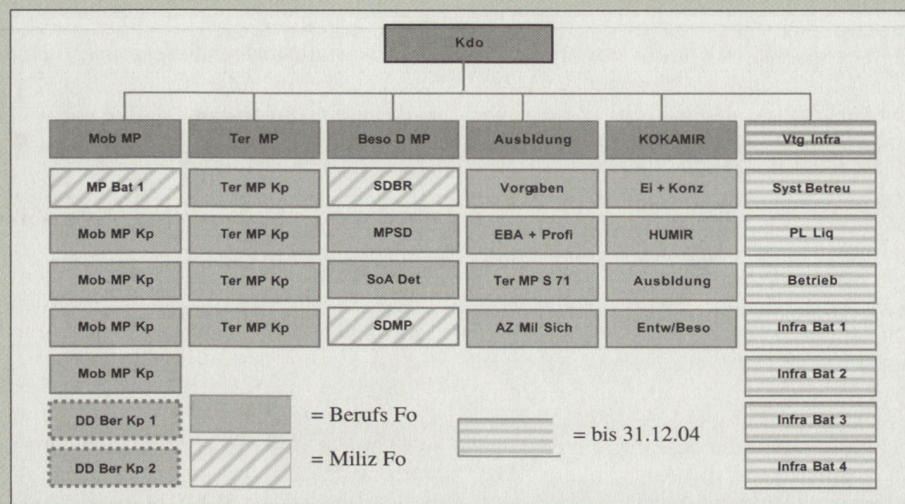 Kdo
Mob MP
Ter MP
Beso D MP
Ausbldung
KOKAMIR
Vtg Infra
MP Bat 1
Ter MP Kp
SDBR
Vorgaben
Ei + Konz
Syst Betreu
Mob MP Kp
Ter MP Kp
MPSD
EBA + Profi
HUMIR
PL Liq
Mob MP Kp
Ter MP Kp
SoA Det
Ter MP S 71
Ausbldung
Betrieb
Mob MP Kp
Ter MP Kp
SDMP
AZ Mil Sich
Entw/Beso
Infra Bat 1
Mob MP Kp
Infra Bat 2
DD Ber Kp 1
= Berufs Fo
= bis 31.12.04
Infra Bat 3
DD Ber Kp 2
= Miliz Fo
Infra Bat 4